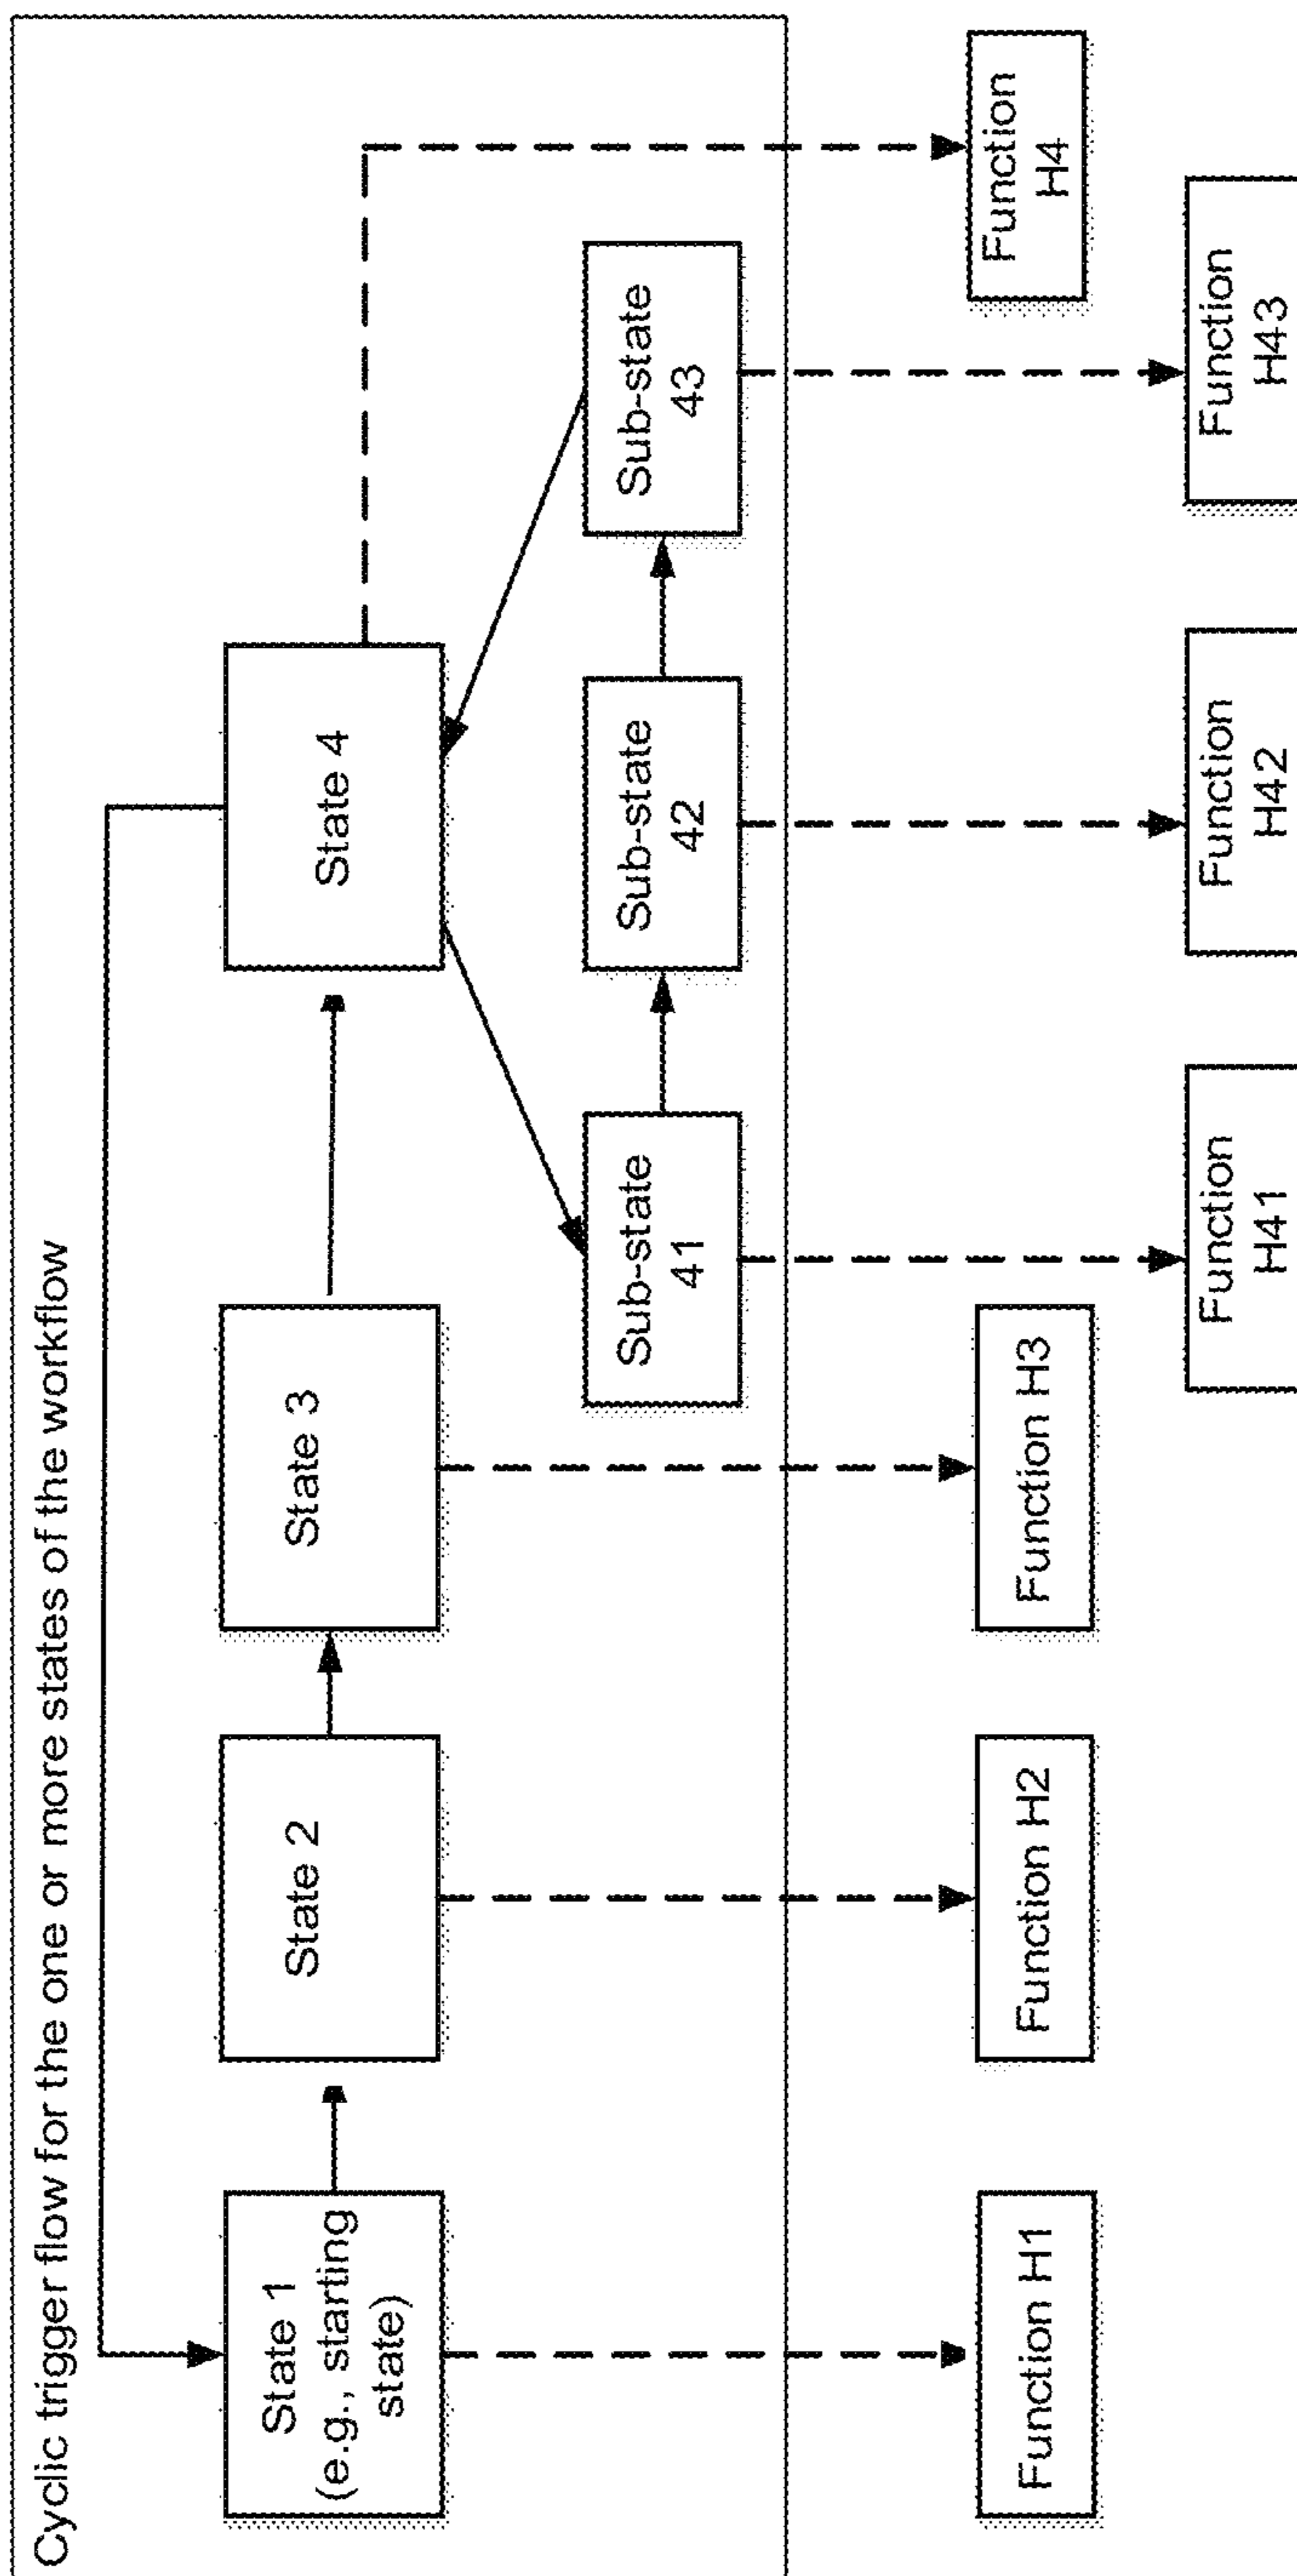 Cyclic trigger flow for the one or more states of the workflow
State 1
(e.g., starting
state)
State 2
State 3
State 4
Sub-state
41
Sub-state
42
Sub-state
43
Function H1
Function H2
Function H3
Function
H4
Function
H41
Function
H42
Function
H43